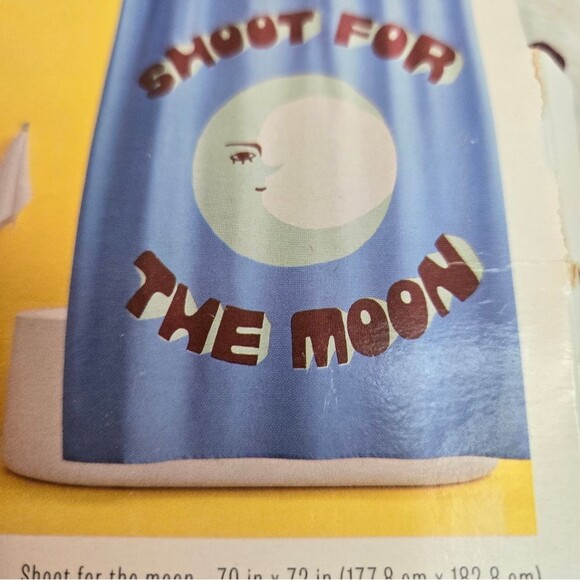 SHOOT FOR
THE MOON
Shoot for the moon 70 in x 72 in (177.8 cm x 182.8 cm)